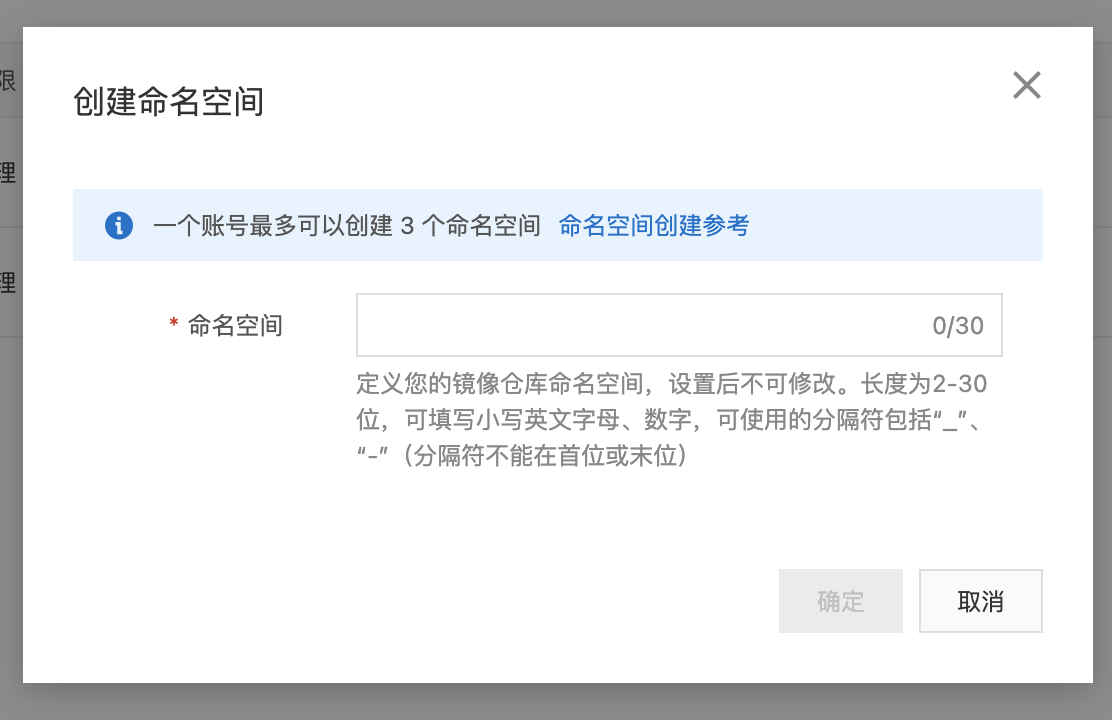 创建命名空间
限
理
一个账号最多可以创建 3 个命名空间 命名空间创建参考
理
* 命名空间
0/30
定义您的镜像仓库命名空间，设置后不可修改。长度为2-30
位，可填写小写英文字母、数字，可使用的分隔符包括“_”、
“-”（分隔符不能在首位或末位）
确定
取消